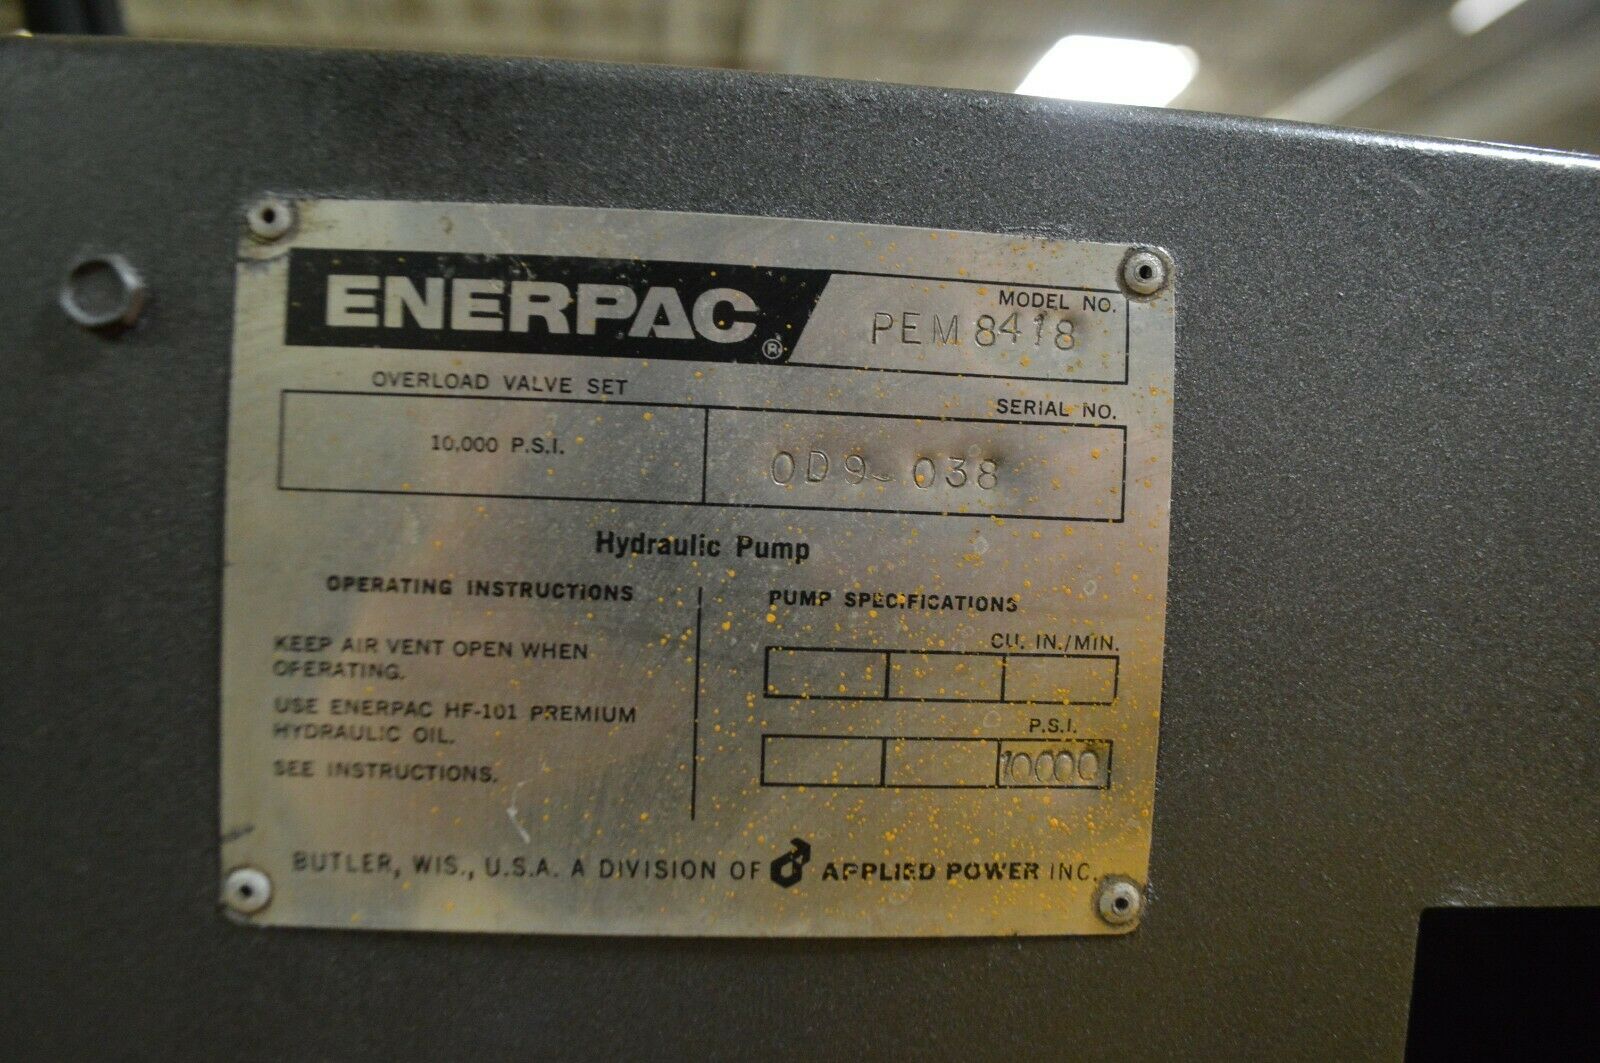 ENERPAC ®
MODEL NO.
PEM 8418
OVERLOAD VALVE SET
10,000 P.S.I.
SERIAL NO.
0D9-038
Hydraulic Pump
OPERATING INSTRUCTIONS
KEEP AIR VENT OPEN WHEN
OPERATING.
USE ENERPAC HF-101 PREMIUM
HYDRAULIC OIL.
SEE INSTRUCTIONS.
PUMP SPECIFICATIONS
CU. IN./MIN.
P.S.I.
10000
BUTLER, WIS., U.S.A. A DIVISION OF APPLIED POWER INC.